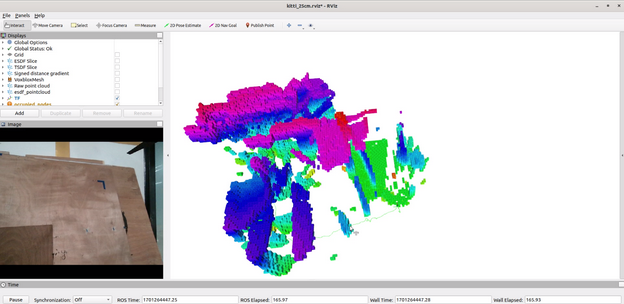 kitti_25cm.rviz* - RViz
File Panels Help
Interact Move Camera Select Focus Camera Measure 2D Pose Estimate 2D Nav Goal Publish Point
Displays
Global Options
Global Status: Ok
Grid
ESDF Slice
TSDF Slice
Signed distance gradient
VoxbloxMesh
Raw point cloud
esdf_pointcloud
TF
occupied_nodes
Add Duplicate Remove Rename
Image
Time
Pause Synchronization: Off ROS Time: 1701264447.25 ROS Elapsed: 165.97 Wall Time: 1701264447.28 Wall Elapsed: 165.93